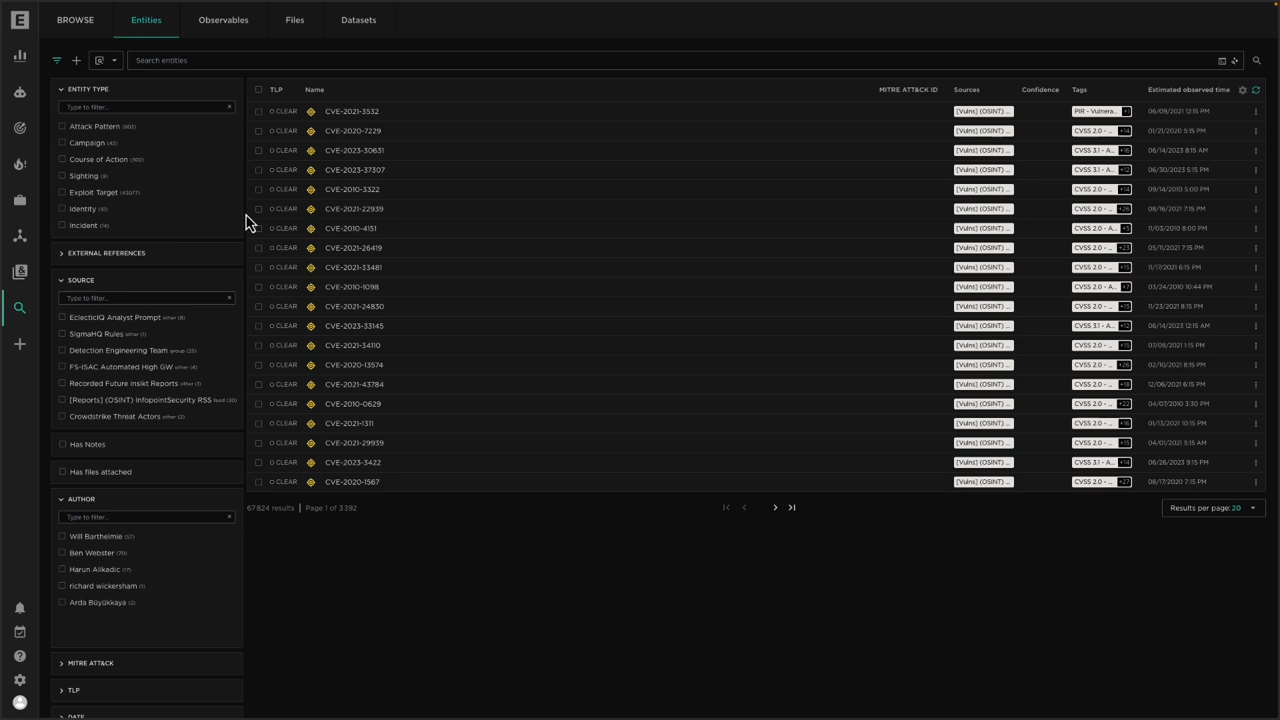 BROWSE Entities Observables Files Datasets
Search entities
ENTITY TYPE
Type to filter...
Attack Pattern (903)
Campaign (42)
Course of Action (302)
Sighting (9)
Exploit Target (43077)
Identity (10)
Incident (14)
EXTERNAL REFERENCES
SOURCE
Type to filter...
EclecticIQ Analyst Prompt other (8)
SigmaHQ Rules other (1)
Detection Engineering Team group (25)
FS-ISAC Automated High GW other (4)
Recorded Future Insikt Reports other (1)
[Reports] (OSINT) InfopointSecurity RSS feed (20)
Crowdstrike Threat Actors other (2)
Has Notes
Has files attached
AUTHOR
Type to filter...
Will Barthelmie (57)
Ben Webster (70)
Harun Alikadic (17)
richard wickersham (1)
Arda Büyükkaya (2)
MITRE ATT&CK
TLP
DATE
TLP Name MITRE ATT&CK ID Sources Confidence Tags Estimated observed time
CLEAR CVE-2021-3532 [Vulns] (OSINT) ... PIR - Vulnera... 06/09/2021 12:15 PM
CLEAR CVE-2020-7229 [Vulns] (OSINT) ... CVSS 2.0 - ... +14 01/21/2020 5:15 PM
CLEAR CVE-2023-30631 [Vulns] (OSINT) ... CVSS 3.1 - A... +16 06/14/2023 8:15 AM
CLEAR CVE-2023-37307 [Vulns] (OSINT) ... CVSS 3.1 - A... +12 06/30/2023 5:15 PM
CLEAR CVE-2010-3322 [Vulns] (OSINT) ... CVSS 2.0 - ... +14 09/14/2010 5:00 PM
CLEAR CVE-2021-22939 [Vulns] (OSINT) ... CVSS 2.0 - ... +26 08/16/2021 7:15 PM
CLEAR CVE-2010-4151 [Vulns] (OSINT) ... CVSS 2.0 - A... +5 11/03/2010 8:00 PM
CLEAR CVE-2021-26419 [Vulns] (OSINT) ... CVSS 2.0 - ... +23 05/11/2021 7:15 PM
CLEAR CVE-2021-33481 [Vulns] (OSINT) ... CVSS 2.0 - ... +15 11/17/2021 6:15 PM
CLEAR CVE-2010-1098 [Vulns] (OSINT) ... CVSS 2.0 - A... +7 03/24/2010 10:44 PM
CLEAR CVE-2021-24830 [Vulns] (OSINT) ... CVSS 2.0 - ... +15 11/23/2021 8:15 PM
CLEAR CVE-2023-33145 [Vulns] (OSINT) ... CVSS 3.1 - A... +12 06/14/2023 12:15 AM
CLEAR CVE-2021-34110 [Vulns] (OSINT) ... CVSS 2.0 - ... +15 07/08/2021 1:15 PM
CLEAR CVE-2020-13574 [Vulns] (OSINT) ... CVSS 2.0 - ... +26 02/10/2021 8:15 PM
CLEAR CVE-2021-43784 [Vulns] (OSINT) ... CVSS 2.0 - ... +18 12/06/2021 6:15 PM
CLEAR CVE-2010-0629 [Vulns] (OSINT) ... CVSS 2.0 - ... +22 04/07/2010 3:30 PM
CLEAR CVE-2021-1311 [Vulns] (OSINT) ... CVSS 2.0 - ... +16 01/13/2021 10:15 PM
CLEAR CVE-2021-29939 [Vulns] (OSINT) ... CVSS 2.0 - ... +15 04/01/2021 5:15 AM
CLEAR CVE-2023-3422 [Vulns] (OSINT) ... CVSS 3.1 - A... +14 06/26/2023 9:15 PM
CLEAR CVE-2020-1567 [Vulns] (OSINT) ... CVSS 2.0 - ... +27 08/17/2020 7:15 PM
67824 results | Page 1 of 3392 Results per page: 20